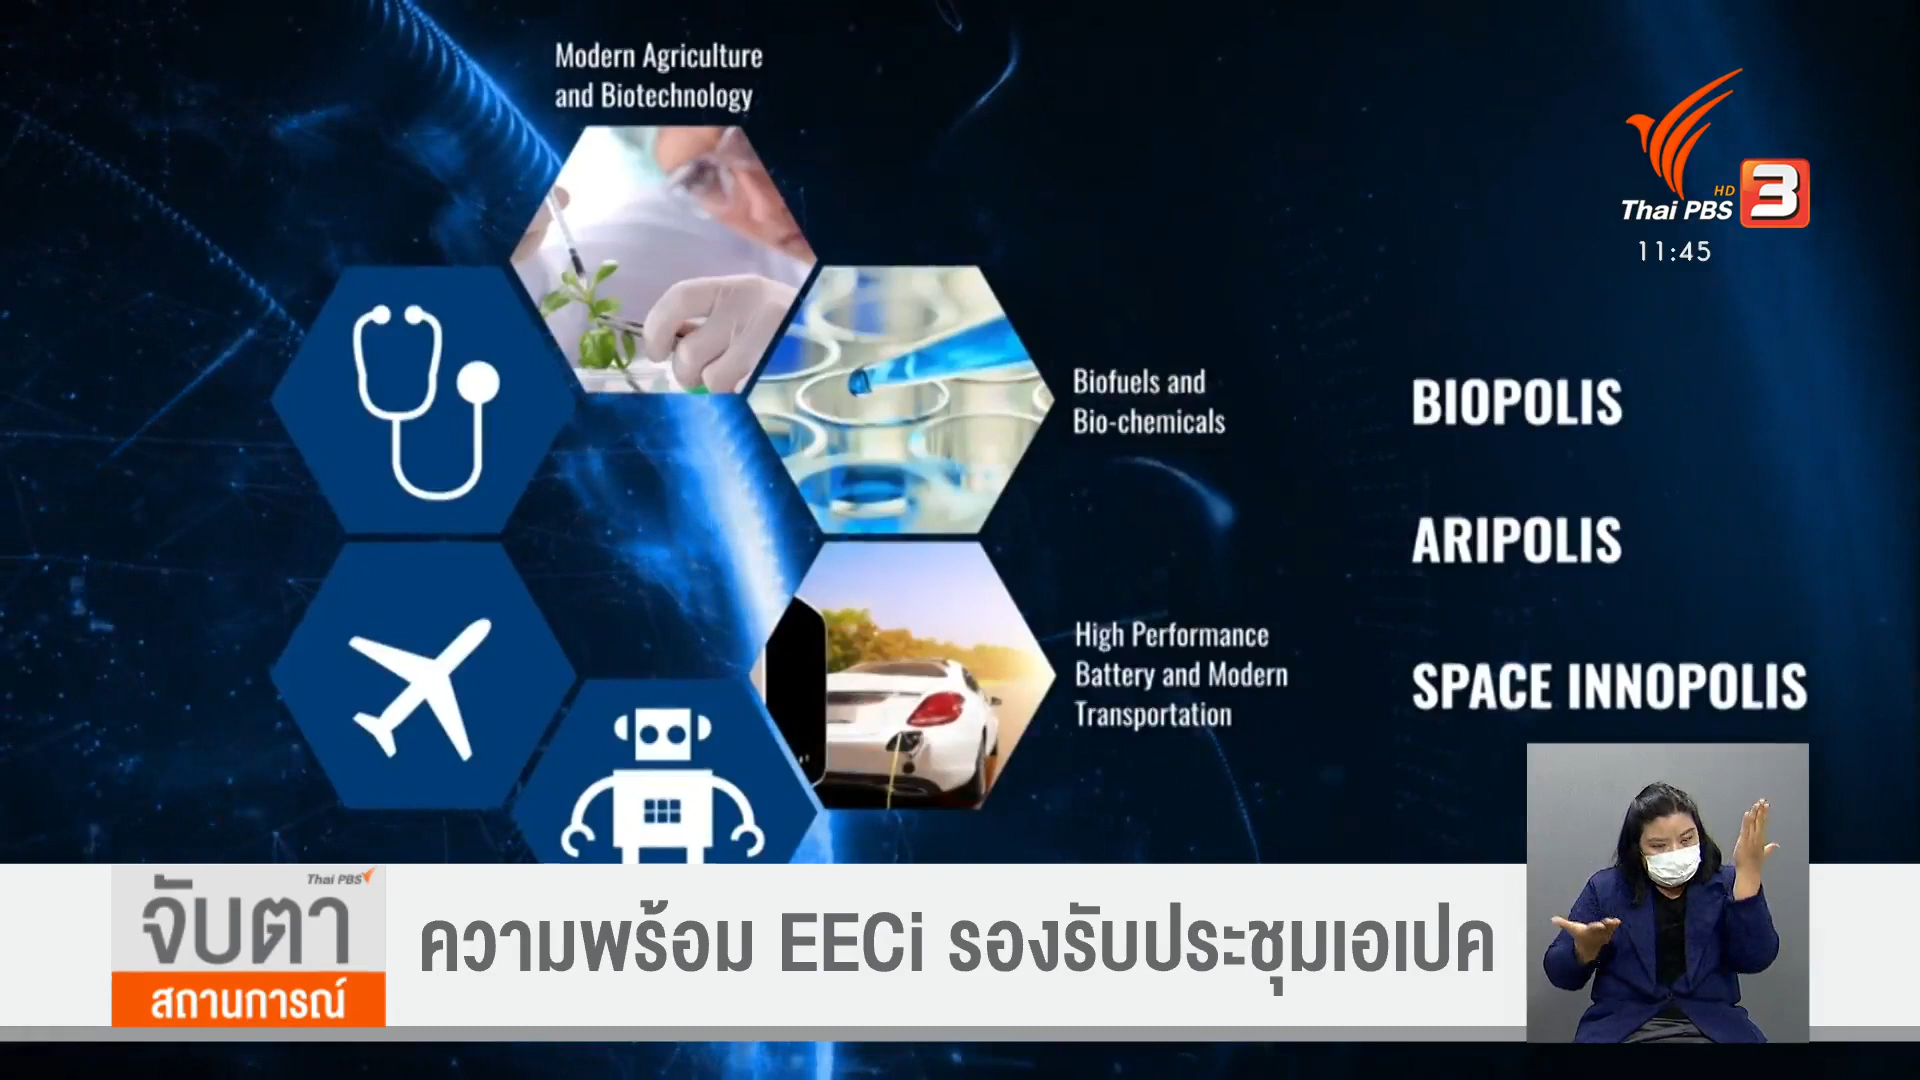 Modern Agriculture
and Biotechnology
HD
Thai PBS 3
11:45
Biofuels and
Bio-chemicals
BIOPOLIS
ARIPOLIS
High Performance
Battery and Modern
Transportation
SPACE INNOPOLIS
Thai PBS
จับตา
สถานการณ์
ความพร้อม EECi รองรับประชุมเอเปค